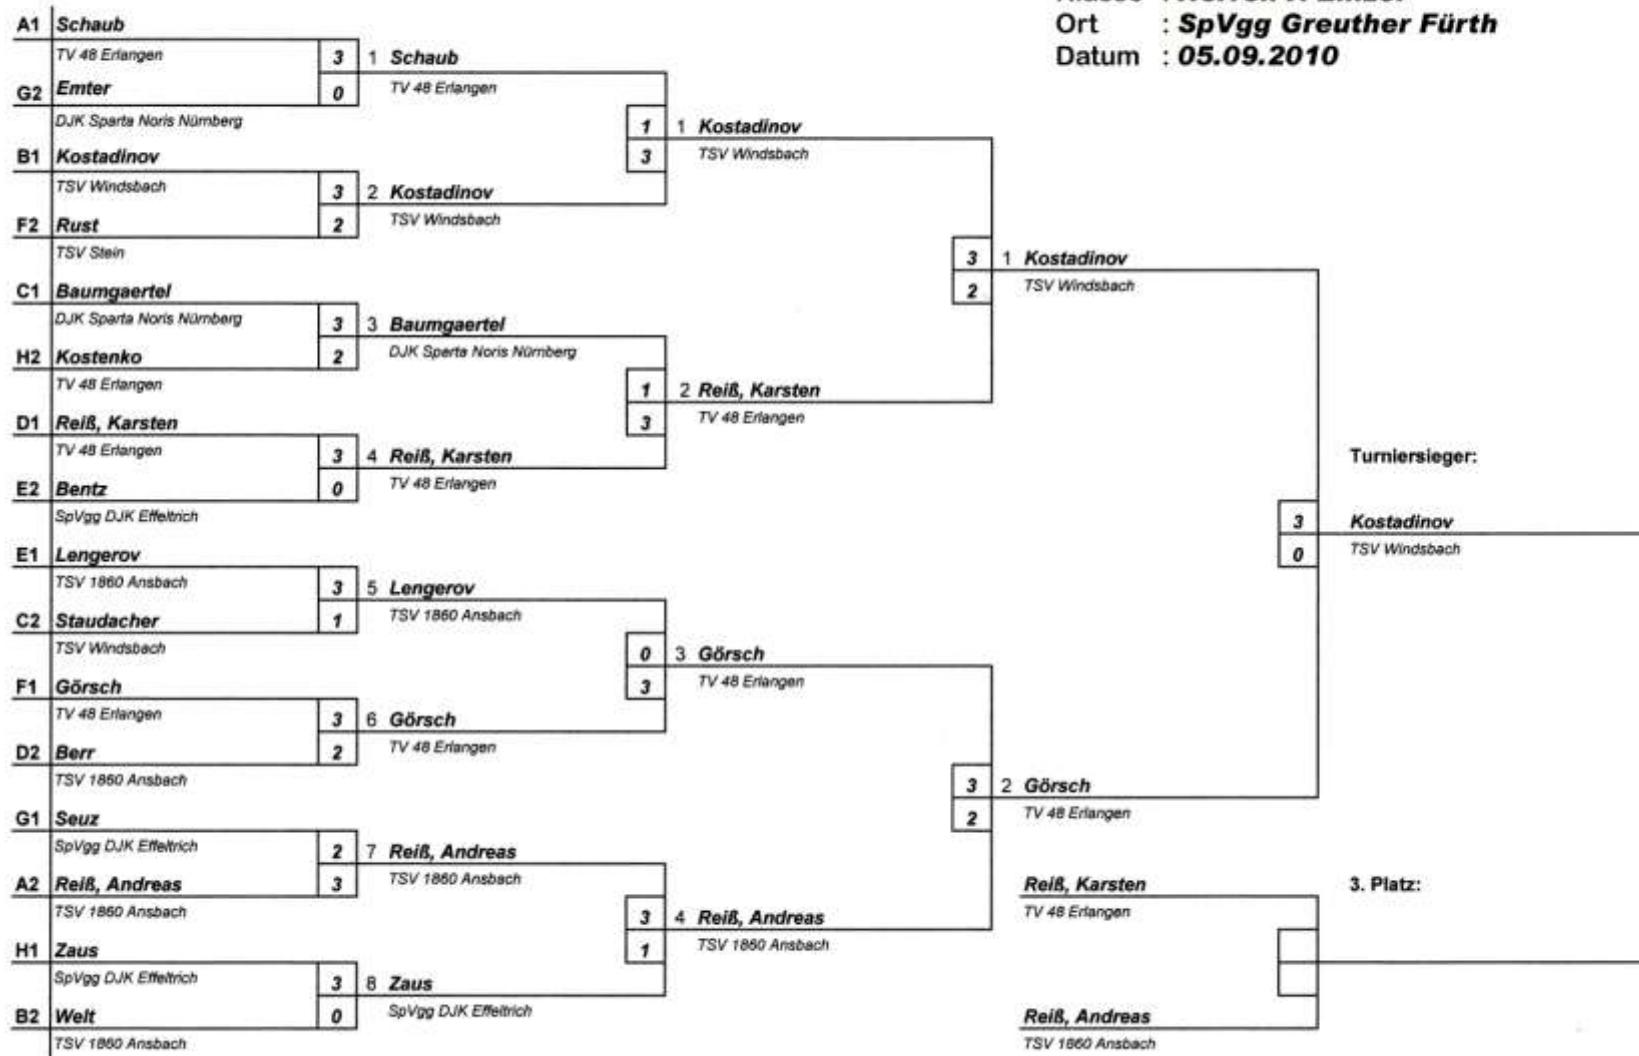 Ort : SpVgg Greuther Fürth
Datum : 05.09.2010
A1 Schaub
TV 48 Erlangen
3
G2 Emter
0
DJK Sparta Noris Nürnberg
B1 Kostadinov
TSV Windsbach
3
F2 Rust
2
TSV Stein
C1 Baumgaertel
DJK Sparta Noris Nürnberg
3
H2 Kostenko
2
TV 48 Erlangen
D1 Reiß, Karsten
TV 48 Erlangen
3
E2 Bentz
0
SpVgg DJK Effeltrich
E1 Lengerov
TSV 1860 Ansbach
3
C2 Staudacher
1
TSV Windsbach
F1 Görsch
TV 48 Erlangen
3
D2 Berr
2
TSV 1860 Ansbach
G1 Seuz
SpVgg DJK Effeltrich
2
A2 Reiß, Andreas
3
TSV 1860 Ansbach
H1 Zaus
SpVgg DJK Effeltrich
3
B2 Welt
0
TSV 1860 Ansbach
1 Schaub
TV 48 Erlangen
1
3
2 Kostadinov
TSV Windsbach
3 Baumgaertel
DJK Sparta Noris Nürnberg
1
3
4 Reiß, Karsten
TV 48 Erlangen
5 Lengerov
TSV 1860 Ansbach
0
3
6 Görsch
TV 48 Erlangen
7 Reiß, Andreas
TSV 1860 Ansbach
3
1
8 Zaus
SpVgg DJK Effeltrich
1 Kostadinov
TSV Windsbach
3
2
2 Reiß, Karsten
TV 48 Erlangen
3 Görsch
TV 48 Erlangen
3
2
4 Reiß, Andreas
TSV 1860 Ansbach
1 Kostadinov
TSV Windsbach
3
0
2 Görsch
TV 48 Erlangen
Turniersieger:
Kostadinov
TSV Windsbach
Reiß, Karsten
TV 48 Erlangen
3. Platz:
Reiß, Andreas
TSV 1860 Ansbach